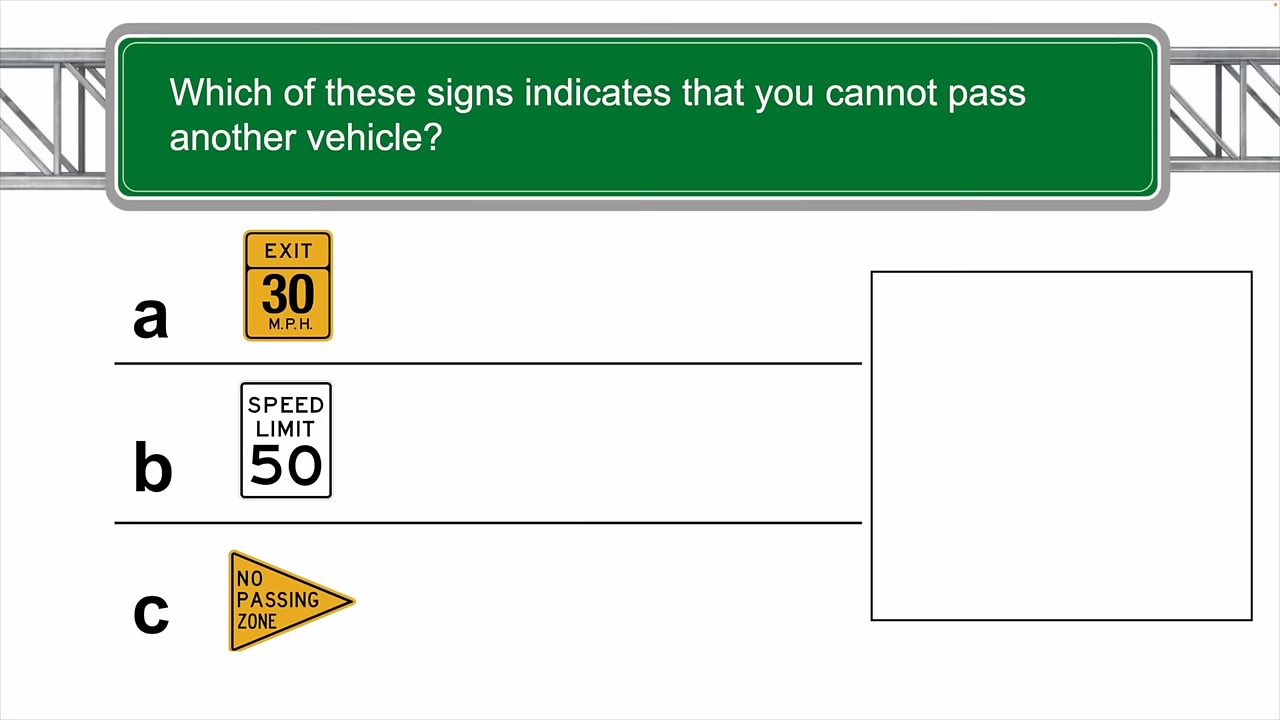 Which of these signs indicates that you cannot pass
another vehicle?
a
EXIT
30
M.P.H.
b
SPEED
LIMIT
50
c
NO
PASSING
ZONE